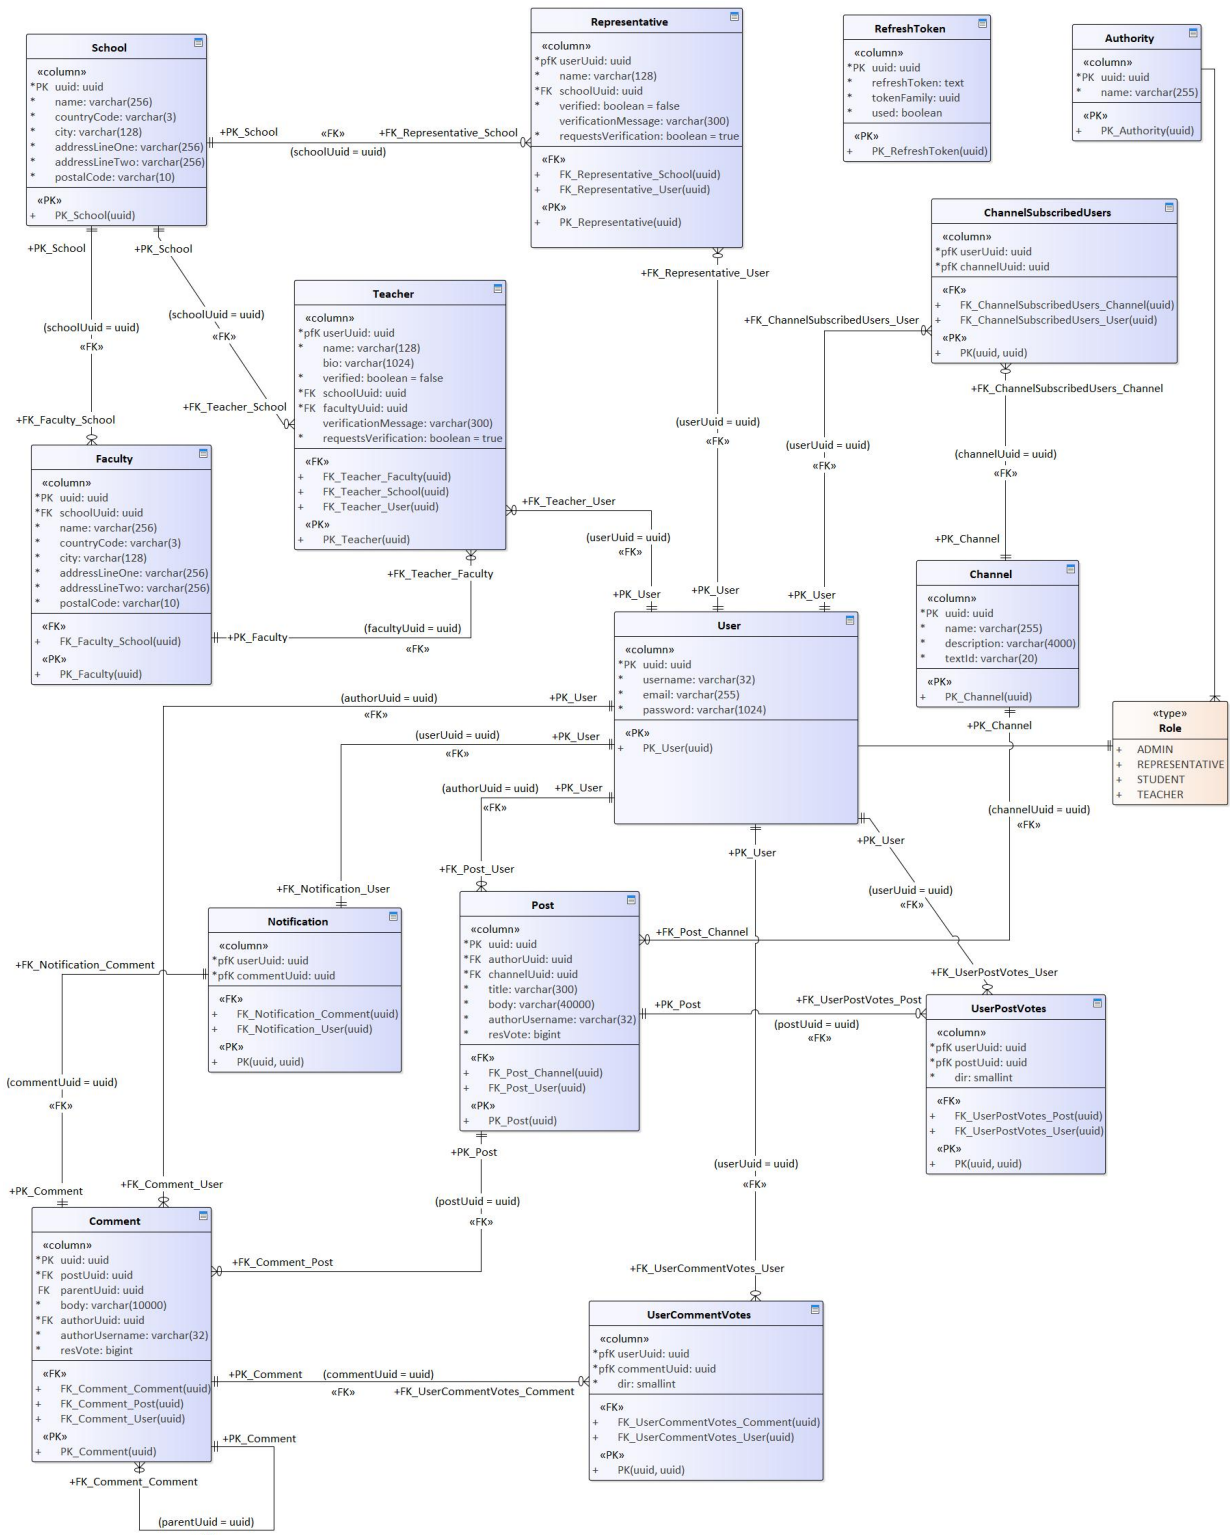 School
«column»
*PK uuid: uuid
* name: varchar(256)
* countryCode: varchar(3)
* city: varchar(128)
* addressLineOne: varchar(256)
* addressLineTwo: varchar(256)
* postalCode: varchar(10)
«PK»
+ PK_School(uuid)
+PK_School
«FK»
+FK_Representative_School
(schoolUuid = uuid)
Representative
«column»
*pfK userUuid: uuid
* name: varchar(128)
*FK schoolUuid: uuid
* verified: boolean = false
verificationMessage: varchar(300)
* requestsVerification: boolean = true
«FK»
+ FK_Representative_School(uuid)
+ FK_Representative_User(uuid)
«PK»
+ PK_Representative(uuid)
RefreshToken
«column»
*PK uuid: uuid
* refreshToken: text
* tokenFamily: uuid
* used: boolean
«PK»
+ PK_RefreshToken(uuid)
Authority
«column»
*PK uuid: uuid
* name: varchar(255)
«PK»
+ PK_Authority(uuid)
ChannelSubscribedUsers
«column»
*pfK userUuid: uuid
*pfK channelUuid: uuid
«FK»
+ FK_ChannelSubscribedUsers_Channel(uuid)
+ FK_ChannelSubscribedUsers_User(uuid)
«PK»
+ PK(uuid, uuid)
+PK_School
+PK_School
(schoolUuid = uuid)
«FK»
(schoolUuid = uuid)
«FK»
+FK_Teacher_School
+FK_Faculty_School
+FK_Representative_User
+FK_ChannelSubscribedUsers_User
+FK_ChannelSubscribedUsers_Channel
Teacher
«column»
*pfK userUuid: uuid
* name: varchar(128)
bio: varchar(1024)
* verified: boolean = false
*FK schoolUuid: uuid
*FK facultyUuid: uuid
verificationMessage: varchar(300)
* requestsVerification: boolean = true
«FK»
+ FK_Teacher_Faculty(uuid)
+ FK_Teacher_School(uuid)
+ FK_Teacher_User(uuid)
«PK»
+ PK_Teacher(uuid)
(userUuid = uuid)
«FK»
(userUuid = uuid)
«FK»
(channelUuid = uuid)
«FK»
Faculty
«column»
*PK uuid: uuid
*FK schoolUuid: uuid
* name: varchar(256)
* countryCode: varchar(3)
* city: varchar(128)
* addressLineOne: varchar(256)
* addressLineTwo: varchar(256)
* postalCode: varchar(10)
«FK»
+ FK_Faculty_School(uuid)
«PK»
+ PK_Faculty(uuid)
+FK_Teacher_User
(userUuid = uuid)
«FK»
+FK_Teacher_Faculty
+PK_Faculty
(facultyUuid = uuid)
«FK»
+PK_User
+PK_User
+PK_User
+PK_Channel
Channel
«column»
*PK uuid: uuid
* name: varchar(255)
* description: varchar(4000)
* textId: varchar(20)
«PK»
+ PK_Channel(uuid)
+PK_Channel
User
«column»
*PK uuid: uuid
* username: varchar(32)
* email: varchar(255)
* password: varchar(1024)
«PK»
+ PK_User(uuid)
(authorUuid = uuid)
«FK»
+PK_User
(userUuid = uuid)
«FK»
+PK_User
(authorUuid = uuid)
«FK»
+PK_User
«type»
Role
+ ADMIN
+ REPRESENTATIVE
+ STUDENT
+ TEACHER
(channelUuid = uuid)
«FK»
+PK_User
+PK_User
+FK_Post_User
+FK_Notification_User
(userUuid = uuid)
«FK»
Notification
«column»
*pfK userUuid: uuid
*pfK commentUuid: uuid
«FK»
+ FK_Notification_Comment(uuid)
+ FK_Notification_User(uuid)
«PK»
+ PK(uuid, uuid)
Post
«column»
*PK uuid: uuid
*FK authorUuid: uuid
*FK channelUuid: uuid
* title: varchar(300)
* body: varchar(40000)
* authorUsername: varchar(32)
* resVote: bigint
«FK»
+ FK_Post_Channel(uuid)
+ FK_Post_User(uuid)
«PK»
+ PK_Post(uuid)
+FK_Post_Channel
+FK_Notification_Comment
+FK_UserPostVotes_User
+PK_Post
+FK_UserPostVotes_Post
(postUuid = uuid)
«FK»
UserPostVotes
«column»
*pfK userUuid: uuid
*pfK postUuid: uuid
* dir: smallint
«FK»
+ FK_UserPostVotes_Post(uuid)
+ FK_UserPostVotes_User(uuid)
«PK»
+ PK(uuid, uuid)
(commentUuid = uuid)
«FK»
+PK_Post
(userUuid = uuid)
«FK»
+PK_Comment
+FK_Comment_User
(postUuid = uuid)
«FK»
+FK_Comment_Post
+FK_UserCommentVotes_User
Comment
«column»
*PK uuid: uuid
*FK postUuid: uuid
FK parentUuid: uuid
* body: varchar(10000)
*FK authorUuid: uuid
* authorUsername: varchar(32)
* resVote: bigint
«FK»
+ FK_Comment_Comment(uuid)
+ FK_Comment_Post(uuid)
+ FK_Comment_User(uuid)
«PK»
+ PK_Comment(uuid)
+PK_Comment
(commentUuid = uuid)
«FK»
+FK_UserCommentVotes_Comment
UserCommentVotes
«column»
*pfK userUuid: uuid
*pfK commentUuid: uuid
* dir: smallint
«FK»
+ FK_UserCommentVotes_Comment(uuid)
+ FK_UserCommentVotes_User(uuid)
«PK»
+ PK(uuid, uuid)
+PK_Comment
+FK_Comment_Comment
(parentUuid = uuid)